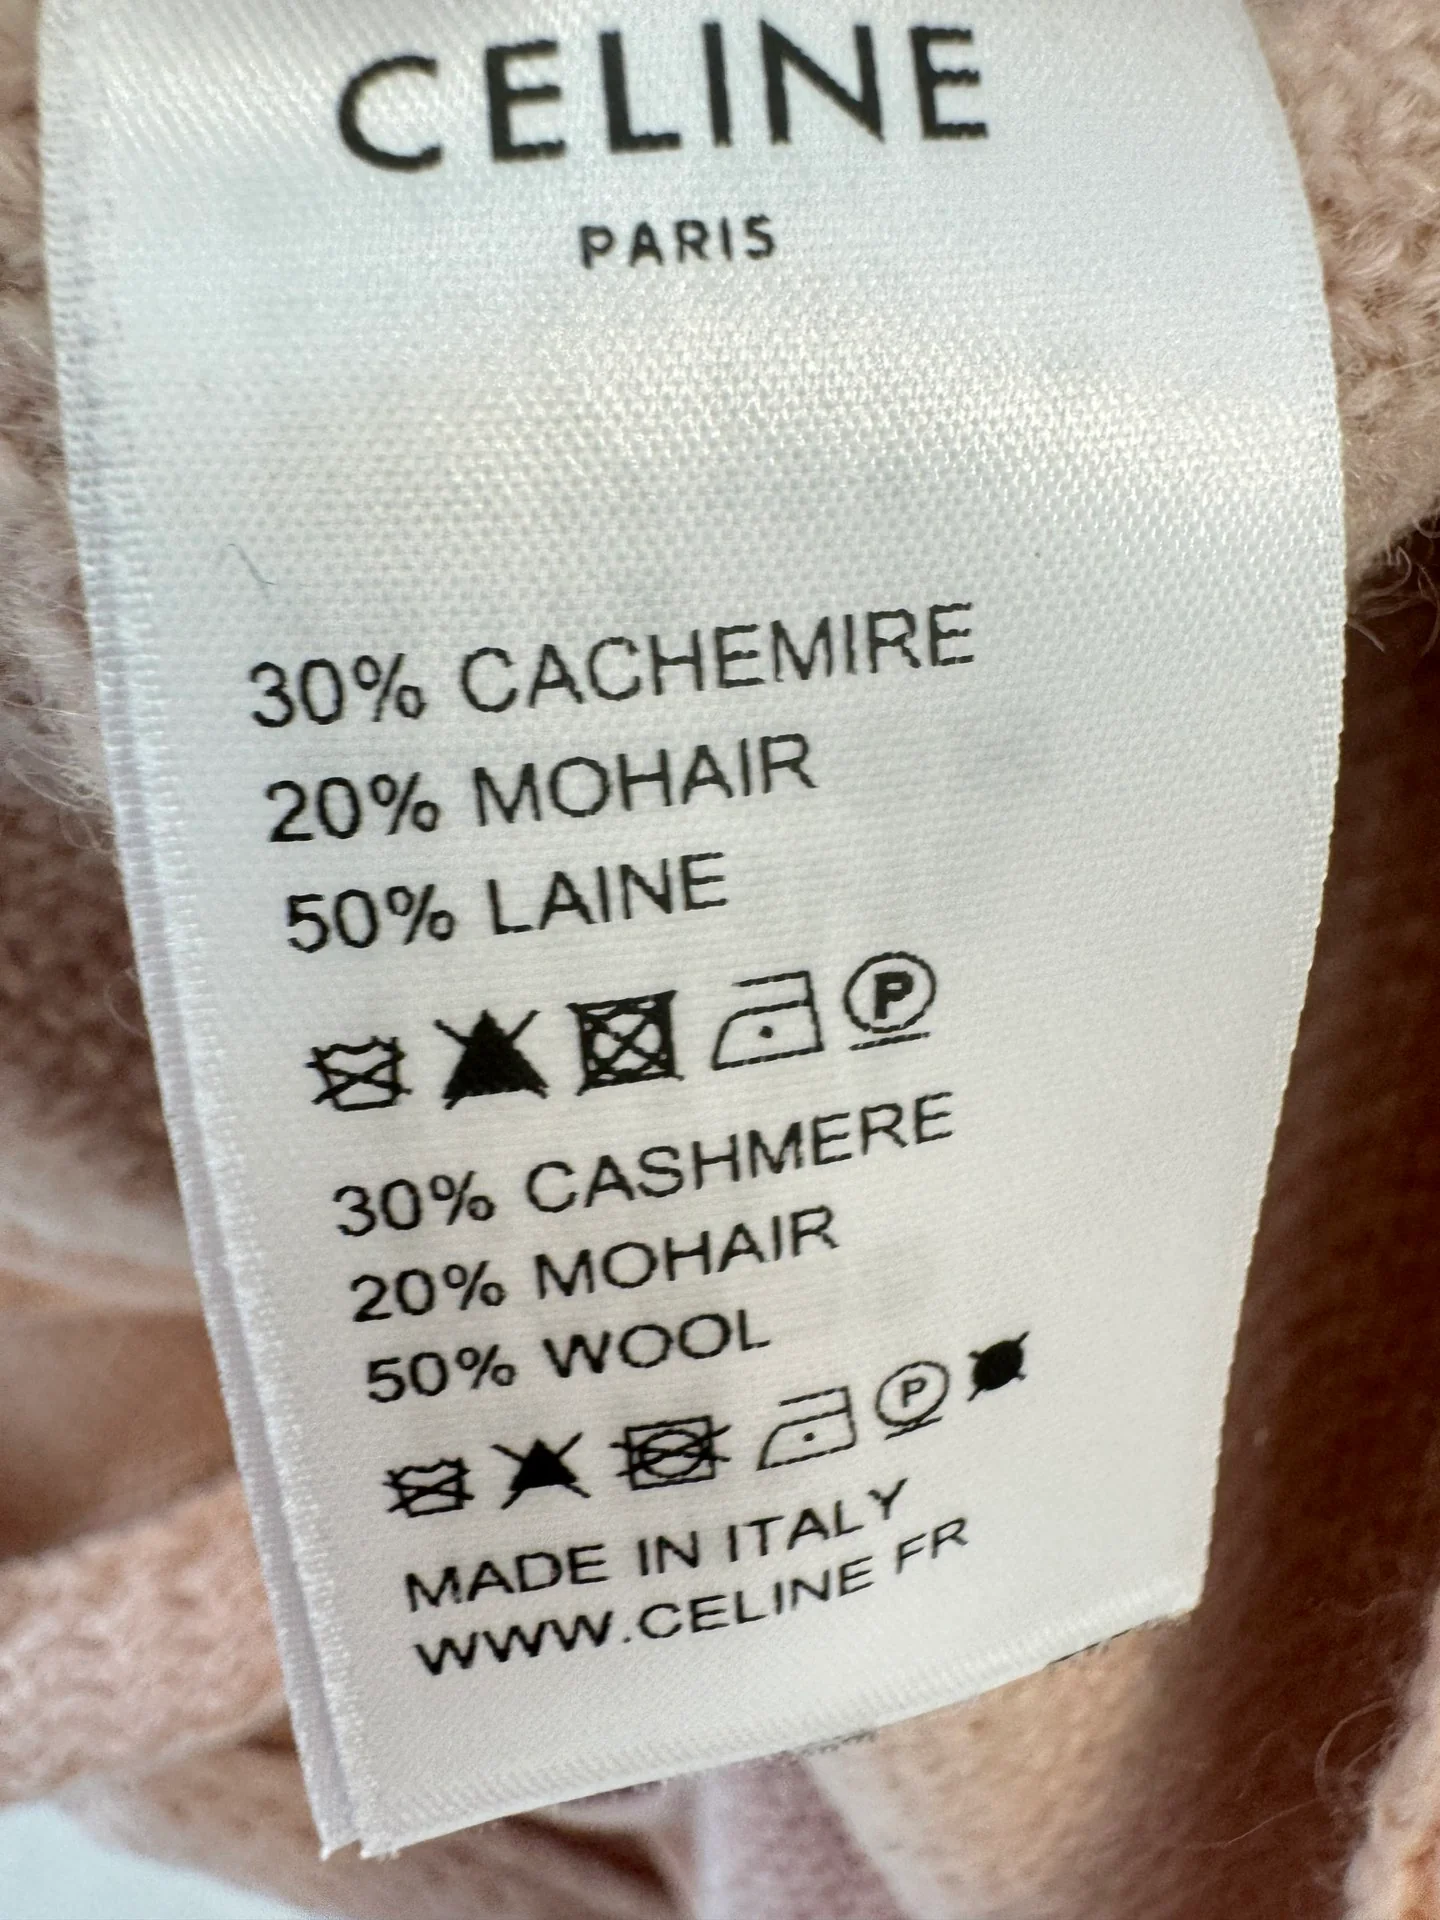 CELINE
PARIS
30% CACHEMIRE
20% MOHAIR
50% LAINE
P
30% CASHMERE
20% MOHAIR
50% WOOL
P
MADE IN ITALY
WWW.CELINE FR